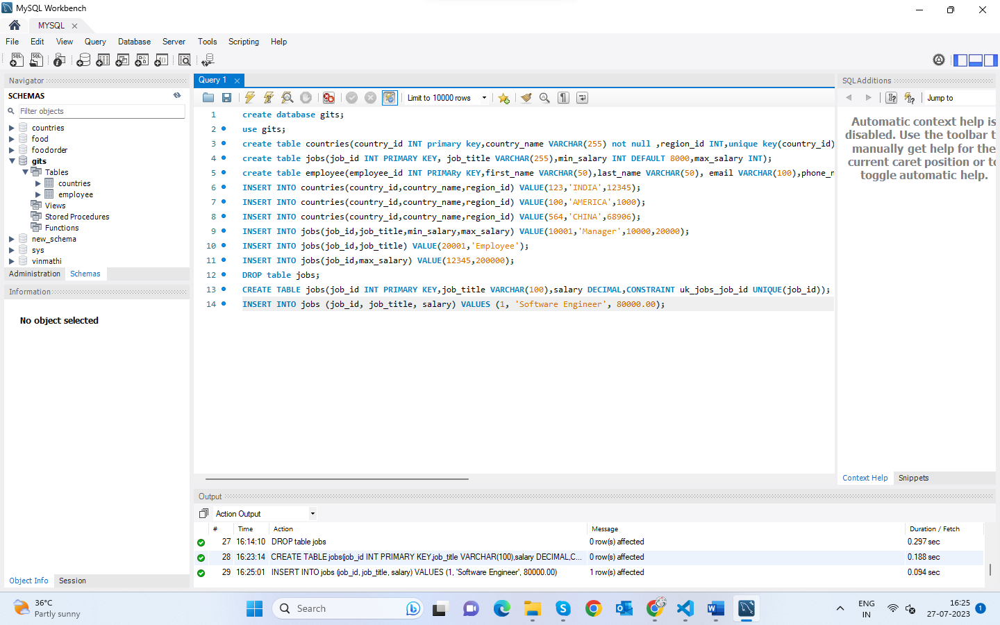 MySQL Workbench
MYSQL
File Edit View Query Database Server Tools Scripting Help
Navigator
SCHEMAS
Filter objects
countries
food
foodorder
gits
Tables
countries
employee
Views
Stored Procedures
Functions
new_schema
sys
vinmathi
Administration Schemas
Information
No object selected
Object Info Session
Query 1
Limit to 10000 rows
1 create database gits;
2 use gits;
3 create table countries(country_id INT primary key,country_name VARCHAR(255) not null ,region_id INT,unique key(country_id)
4 create table jobs(job_id INT PRIMARY KEY, job_title VARCHAR(255),min_salary INT DEFAULT 8000,max_salary INT);
5 create table employee(employee_id INT PRIMARY KEY,first_name VARCHAR(50),last_name VARCHAR(50), email VARCHAR(100),phone_n
6 INSERT INTO countries(country_id,country_name,region_id) VALUE(123,'INDIA',12345);
7 INSERT INTO countries(country_id,country_name,region_id) VALUE(100,'AMERICA',1000);
8 INSERT INTO countries(country_id,country_name,region_id) VALUE(564,'CHINA',68906);
9 INSERT INTO jobs(job_id,job_title,min_salary,max_salary) VALUE(10001,'Manager',10000,20000);
10 INSERT INTO jobs(job_id,job_title) VALUE(20001,'Employee');
11 INSERT INTO jobs(job_id,max_salary) VALUE(12345,200000);
12 DROP table jobs;
13 CREATE TABLE jobs(job_id INT PRIMARY KEY,job_title VARCHAR(100),salary DECIMAL,CONSTRAINT uk_jobs_job_id UNIQUE(job_id));
14 INSERT INTO jobs (job_id, job_title, salary) VALUES (1, 'Software Engineer', 80000.00);
SQLAdditions
Jump to
Automatic context help is
disabled. Use the toolbar t
manually get help for the
current caret position or to
toggle automatic help.
Context Help Snippets
Output
Action Output
# Time Action Message Duration / Fetch
27 16:14:10 DROP table jobs 0 row(s) affected 0.297 sec
28 16:23:14 CREATE TABLE jobs(job_id INT PRIMARY KEY,job_title VARCHAR(100),salary DECIMAL,C... 0 row(s) affected 0.188 sec
29 16:25:01 INSERT INTO jobs (job_id, job_title, salary) VALUES (1, 'Software Engineer', 80000.00) 1 row(s) affected 0.094 sec
36°C
Partly sunny
Search
ENG
IN
16:25
27-07-2023
1